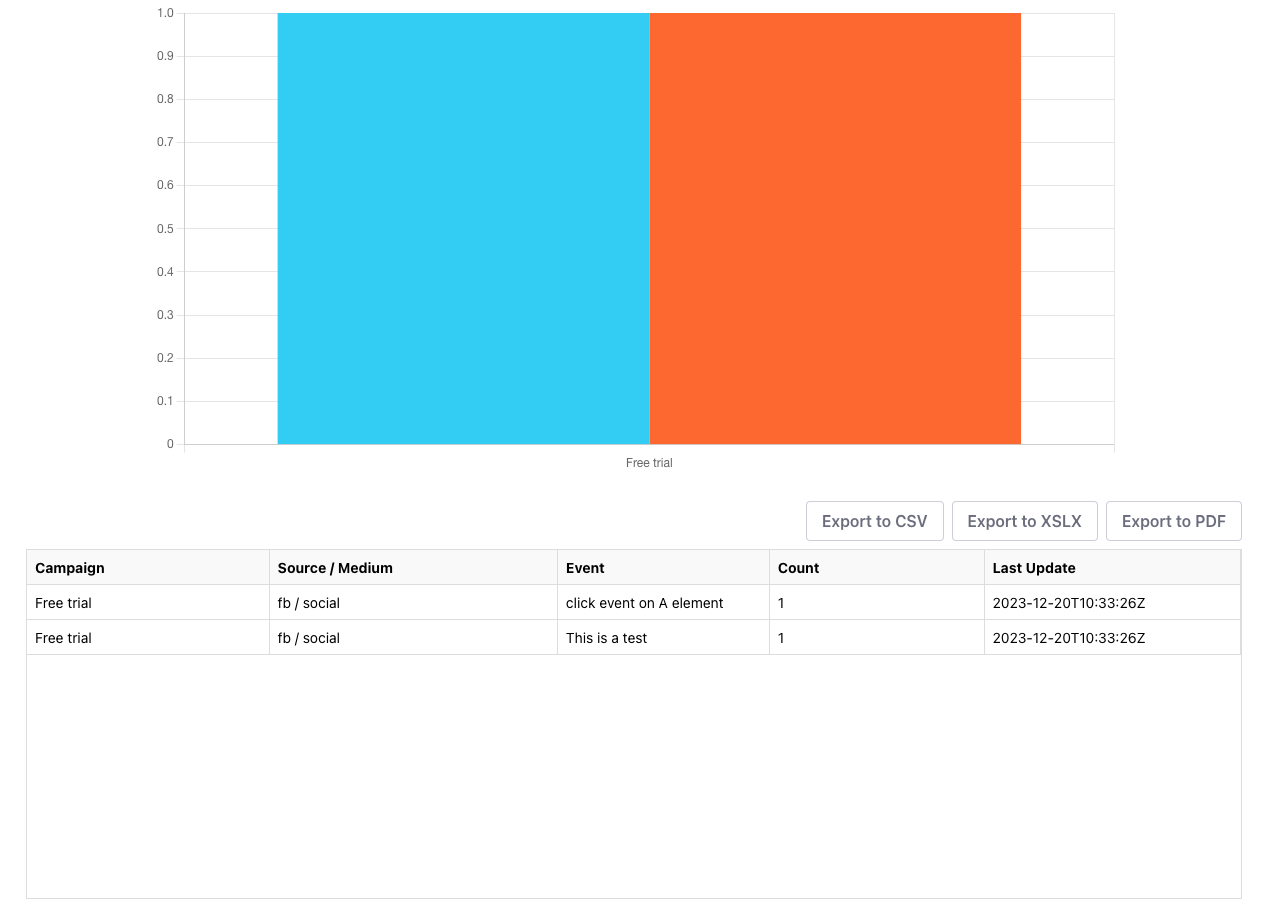 1.0
0.9
0.8
0.7
0.6
0.5
0.4
0.3
0.2
0.1
0
Free trial
Export to CSV Export to XSLX Export to PDF
Campaign Source / Medium Event Count Last Update
Free trial fb / social click event on A element 1 2023-12-20T10:33:26Z
Free trial fb / social This is a test 1 2023-12-20T10:33:26Z